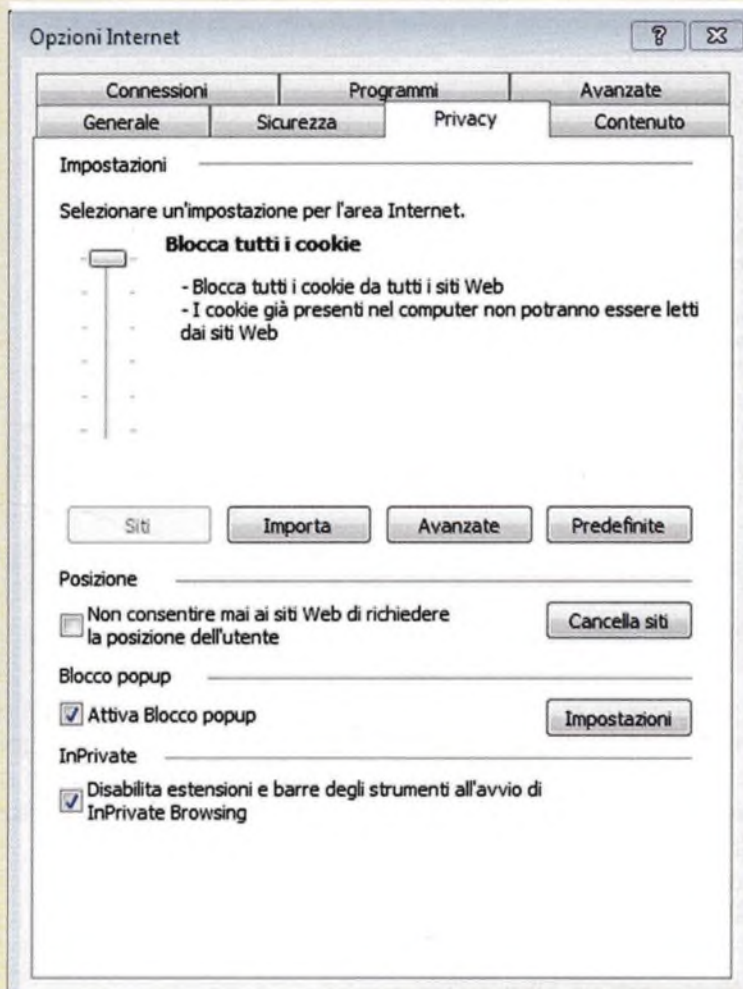 Opzioni Internet
Connessioni Programmi Avanzate
Generale Sicurezza Privacy Contenuto
Impostazioni
Selezionare un'impostazione per l'area Internet.
Blocca tutti i cookie
- Blocca tutti i cookie da tutti i siti Web
- I cookie già presenti nel computer non potranno essere letti
dai siti Web
Siti Importa Avanzate Predefinite
Posizione
Non consentire mai ai siti Web di richiedere
la posizione dell'utente
Cancella siti
Blocco popup
Attiva Blocco popup Impostazioni
InPrivate
Disabilita estensioni e barre degli strumenti all'avvio di
InPrivate Browsing